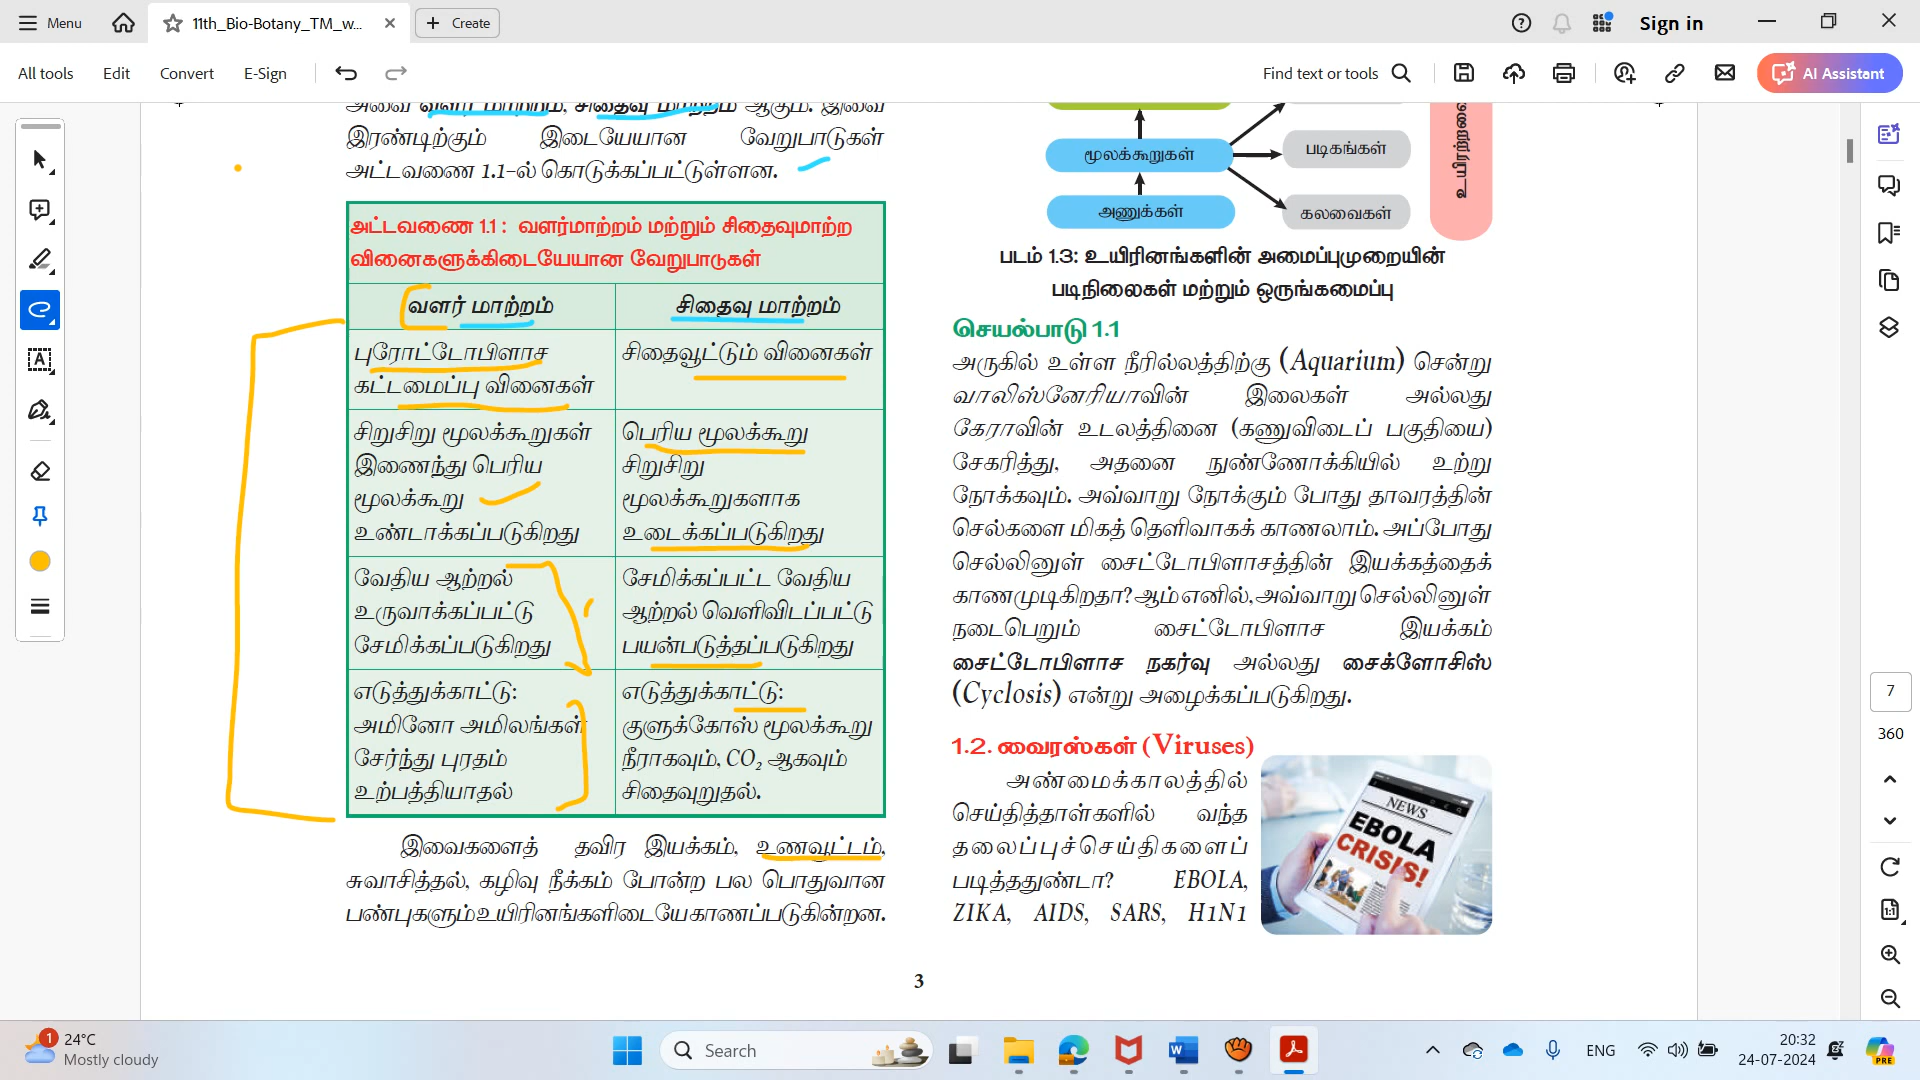 Menu
11th_Bio-Botany_TM_w...
Create
Sign in
All tools
Edit
Convert
E-Sign
Find text or tools
AI Assistant
அவை வளர் மாற்றம், சிதைவு மாற்றம் ஆகும். இவை
இரண்டிற்கும் இடையேயான வேறுபாடுகள்
அட்டவணை 1.1-ல் கொடுக்கப்பட்டுள்ளன.
அட்டவணை 1.1 : வளர்மாற்றம் மற்றும் சிதைவுமாற்ற
வினைகளுக்கிடையேயான வேறுபாடுகள்
வளர் மாற்றம்
சிதைவு மாற்றம்
புரோட்டோபிளாச
கட்டமைப்பு வினைகள்
சிதைவூட்டும் வினைகள்
சிறுசிறு மூலக்கூறுகள்
இணைந்து பெரிய
மூலக்கூறு
உண்டாக்கப்படுகிறது
பெரிய மூலக்கூறு
சிறுசிறு
மூலக்கூறுகளாக
உடைக்கப்படுகிறது
வேதிய ஆற்றல்
உருவாக்கப்பட்டு
சேமிக்கப்படுகிறது
சேமிக்கப்பட்ட வேதிய
ஆற்றல் வெளிவிடப்பட்டு
பயன்படுத்தப்படுகிறது
எடுத்துக்காட்டு:
அமினோ அமிலங்கள்
சேர்ந்து புரதம்
உற்பத்தியாதல்
எடுத்துக்காட்டு:
குளுக்கோஸ் மூலக்கூறு
நீராகவும், CO₂ ஆகவும்
சிதைவுறுதல்.
இவைகளைத் தவிர இயக்கம், உணவூட்டம்,
சுவாசித்தல், கழிவு நீக்கம் போன்ற பல பொதுவான
பண்புகளும் உயிரினங்களிடையே காணப்படுகின்றன.
மூலக்கூறுகள்
அணுக்கள்
படிகங்கள்
கலவைகள்
படம் 1.3: உயிரினங்களின் அமைப்புமுறையின்
படிநிலைகள் மற்றும் ஒருங்கமைப்பு
செயல்பாடு 1.1
அருகில் உள்ள நீரில்லத்திற்கு (Aquarium) சென்று
வாலிஸ்னேரியாவின் இலைகள் அல்லது
கேராவின் உடலத்தினை (கணுவிடைப் பகுதியை)
சேகரித்து, அதனை நுண்ணோக்கியில் உற்று
நோக்கவும். அவ்வாறு நோக்கும் போது தாவரத்தின்
செல்களை மிகத் தெளிவாகக் காணலாம். அப்போது
செல்லினுள் சைட்டோபிளாசத்தின் இயக்கத்தைக்
காணமுடிகிறதா? ஆம் எனில், அவ்வாறு செல்லினுள்
நடைபெறும் சைட்டோபிளாச இயக்கம்
சைட்டோபிளாச நகர்வு அல்லது சைக்ளோசிஸ்
(Cyclosis) என்று அழைக்கப்படுகிறது.
1.2. வைரஸ்கள் (Viruses)
அண்மைக்காலத்தில்
செய்தித்தாள்களில் வந்த
தலைப்புச்செய்திகளைப்
படித்ததுண்டா? EBOLA,
ZIKA, AIDS, SARS, H1N1
NEWS
EBOLA
CRISIS!
3
7
360
1
24°C
Mostly cloudy
Search
ENG
20:32
24-07-2024
PRE